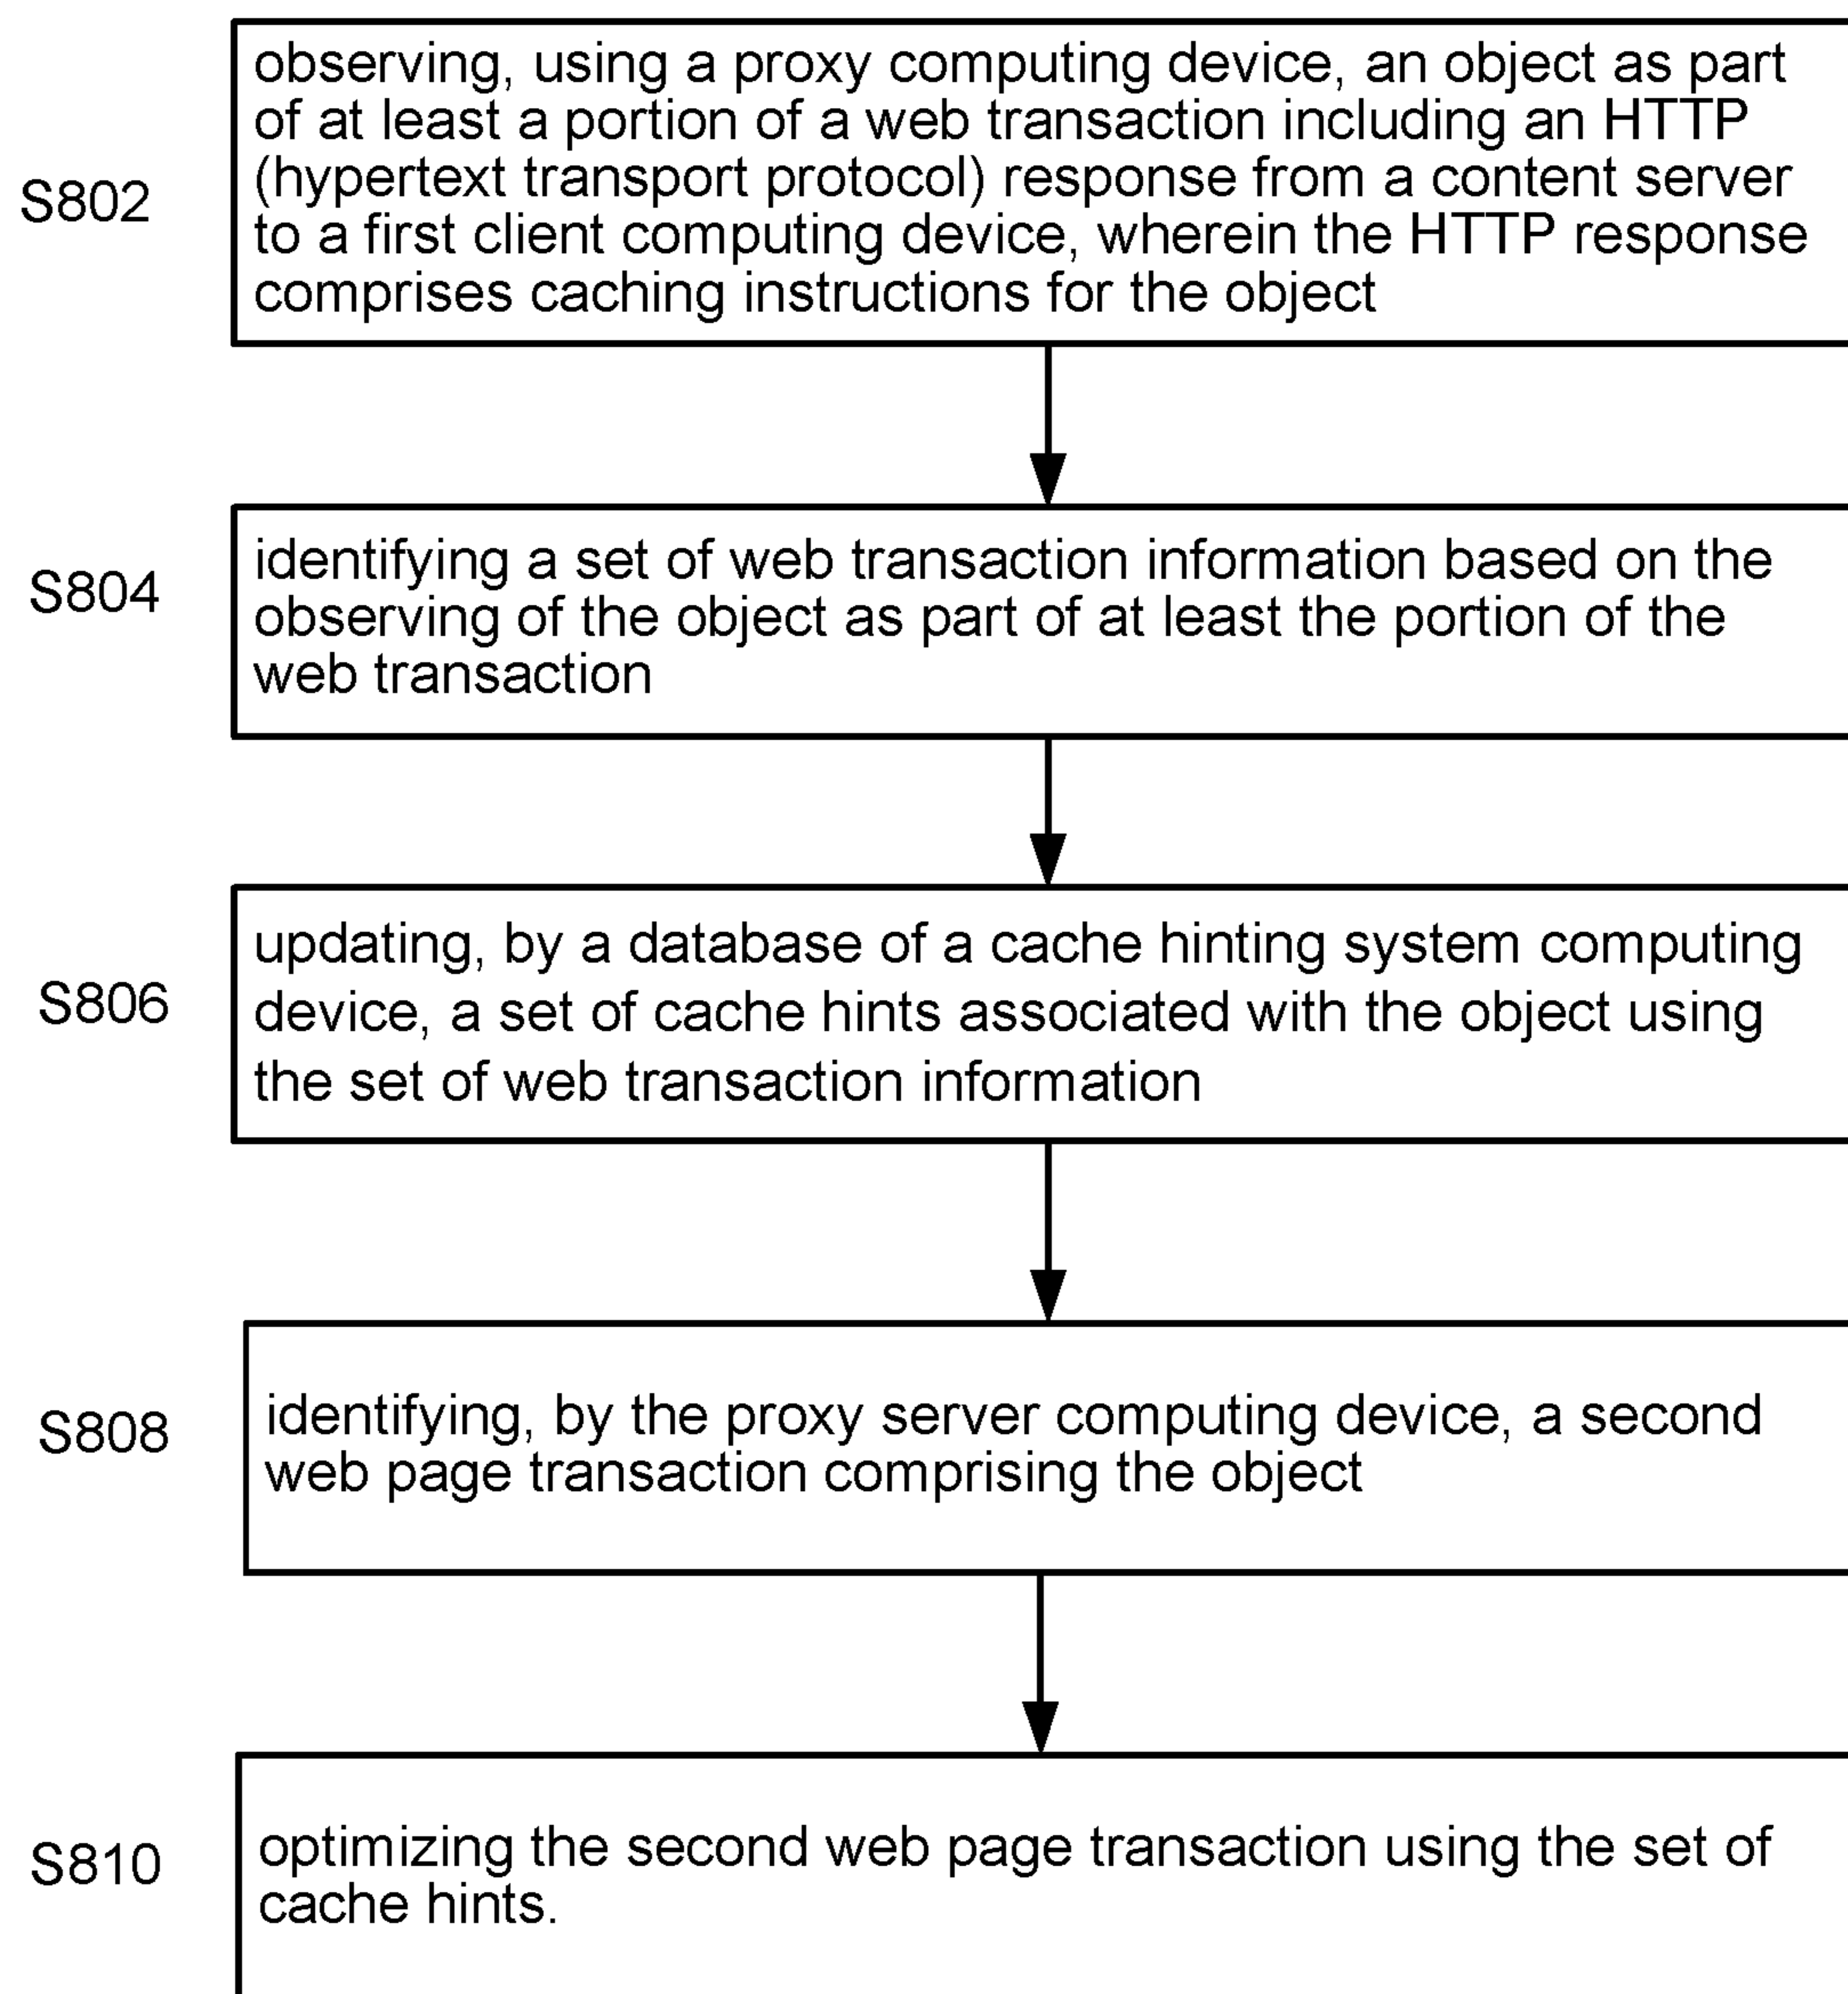 observing, using a proxy computing device, an object as part
of at least a portion of a web transaction including an HTTP
(hypertext transport protocol) response from a content server
S802
to a first client computing device, wherein the HTTP response
comprises caching instructions for the object
identifying a set of web transaction information based on the
S804
observing of the object as part of at least the portion of the
web transaction
updating, by a database of a cache hinting system computing
S806
device, a set of cache hints associated with the object using
the set of web transaction information
identifying, by the proxy server computing device, a second
S808
web page transaction comprising the object
optimizing the second web page transaction using the set of
S810
cache hints.